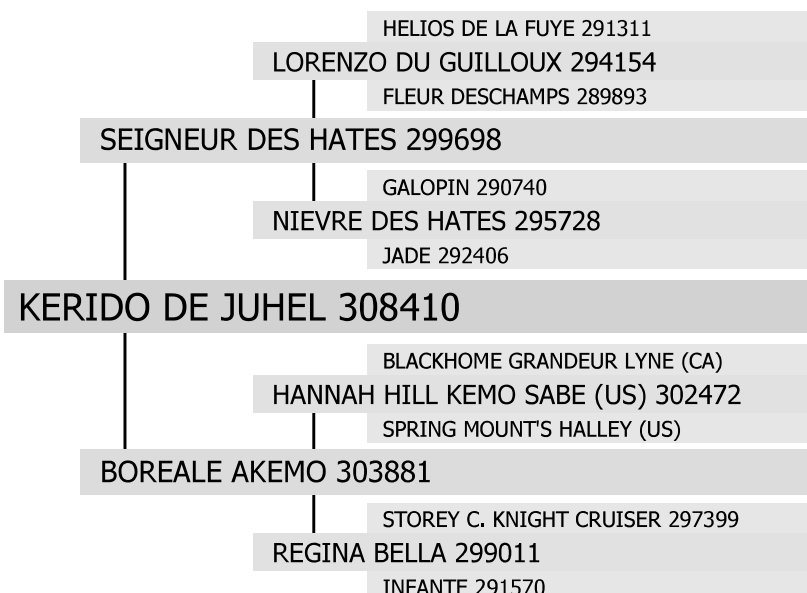 HELIOS DE LA FUYE 291311
LORENZO DU GUILLOUX 294154
FLEUR DESCHAMPS 289893
SEIGNEUR DES HATES 299698
GALOPIN 290740
NIEVRE DES HATES 295728
JADE 292406
KERIDO DE JUHEL 308410
BLACKHOME GRANDEUR LYNE (CA)
HANNAH HILL KEMO SABE (US) 302472
SPRING MOUNT'S HALLEY (US)
BOREALE AKEMO 303881
STOREY C. KNIGHT CRUISER 297399
REGINA BELLA 299011
INFANTE 291570